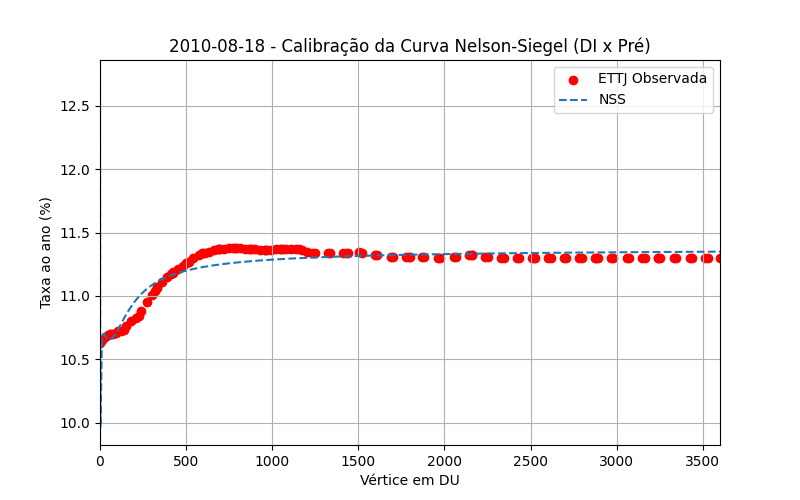 2010-08-18 - Calibração da Curva Nelson-Siegel (DI x Pré)
ETTJ Observada
NSS
12.5
12.0
11.5
11.0
10.5
10.0
Taxa ao ano (%)
0 500 1000 1500 2000 2500 3000 3500
Vértice em DU